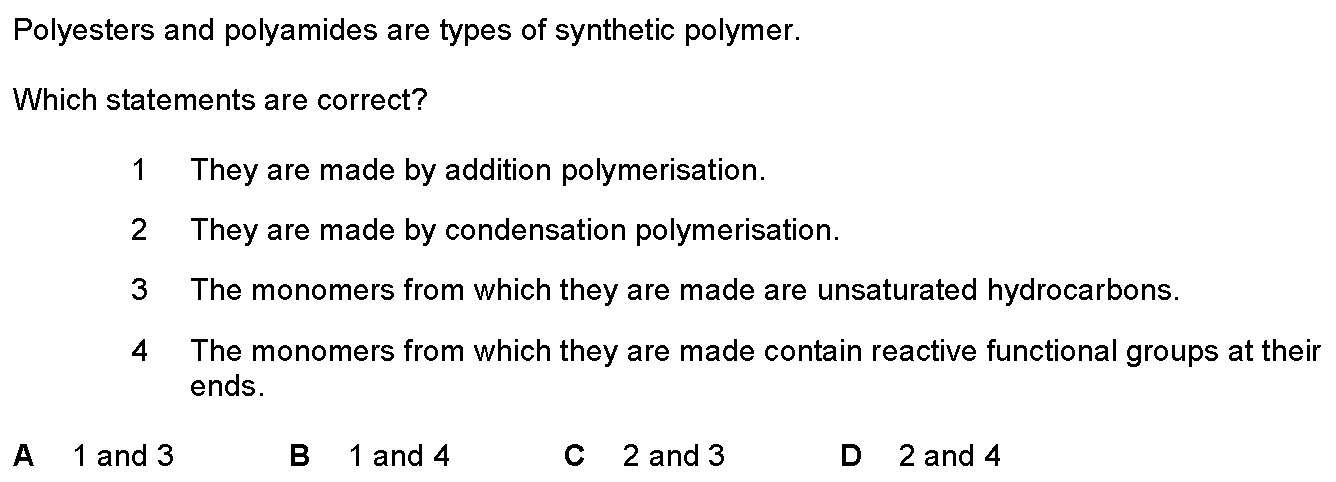 Polyesters and polyamides are types of synthetic polymer.
Which statements are correct?
1 They are made by addition polymerisation.
2 They are made by condensation polymerisation.
3 The monomers from which they are made are unsaturated hydrocarbons.
4 The monomers from which they are made contain reactive functional groups at their
ends.
A 1 and 3 B 1 and 4 C 2 and 3 D 2 and 4